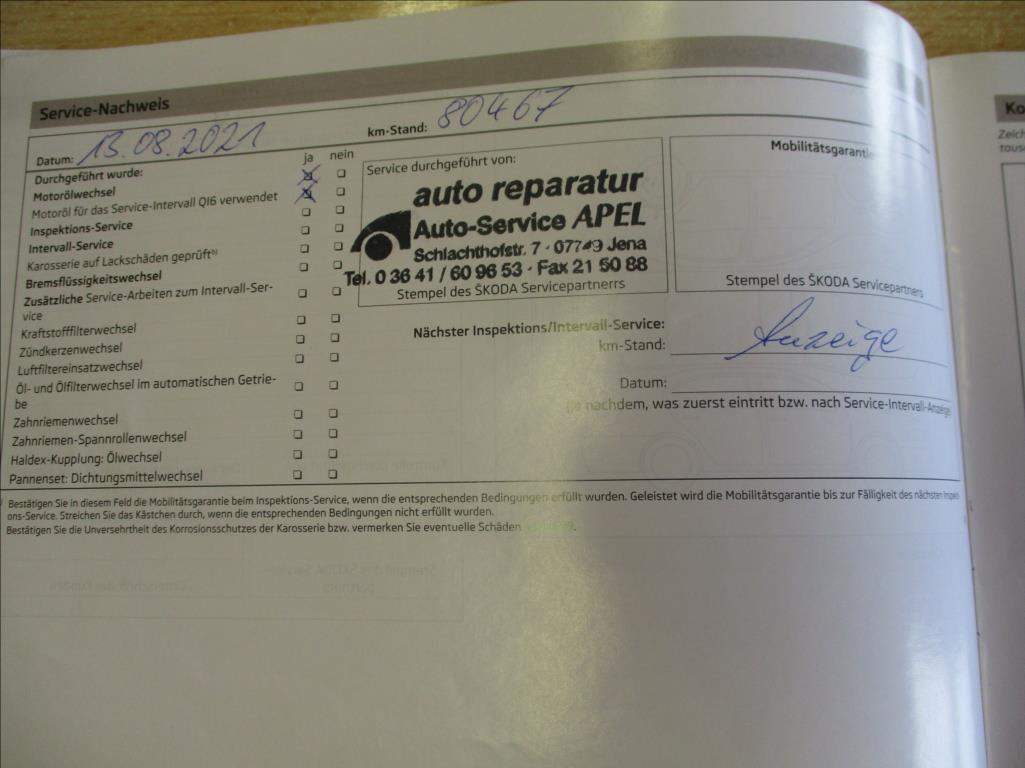 Service-Nachweis
Datum: 13.08.2021 km-Stand: 80467
Durchgeführt wurde: ja nein
Motorölwechsel
Motoröl für das Service-Intervall QI6 verwendet
Inspektions-Service
Intervall-Service
Karosserie auf Lackschäden geprüft
Bremsflüssigkeitswechsel
Zusätzliche Service-Arbeiten zum Intervall-Ser-
vice
Kraftstofffilterwechsel
Zündkerzenwechsel
Luftfiltereinsatzwechsel
Öl- und Ölfilterwechsel im automatischen Getrie-
be
Zahnriemenwechsel
Zahnriemen-Spannrollenwechsel
Haldex-Kupplung: Ölwechsel
Pannenset: Dichtungsmittelwechsel
Service durchgeführt von:
auto reparatur
Auto-Service APEL
Schlachthofstr. 7 · 07749 Jena
Tel. 0 36 41 / 60 96 53 · Fax 21 50 88
Stempel des ŠKODA Servicepartnerrs
Mobilitätsgarantie
Stempel des ŠKODA Servicepartners
Nächster Inspektions/Intervall-Service:
km-Stand: Anzeige
Datum:
(je nachdem, was zuerst eintritt bzw. nach Service-Intervall-Anzeige
Bestätigen Sie in diesem Feld die Mobilitätsgarantie beim Inspektions-Service, wenn die entsprechenden Bedingungen erfüllt wurden. Geleistet wird die Mobilitätsgarantie bis zur Fälligkeit des nächsten Inspekti-
ons-Service. Streichen Sie das Kästchen durch, wenn die entsprechenden Bedingungen nicht erfüllt wurden.
Bestätigen Sie die Unversehrtheit des Korrosionsschutzes der Karosserie bzw. vermerken Sie eventuelle Schäden
Ko
Zeich
tous